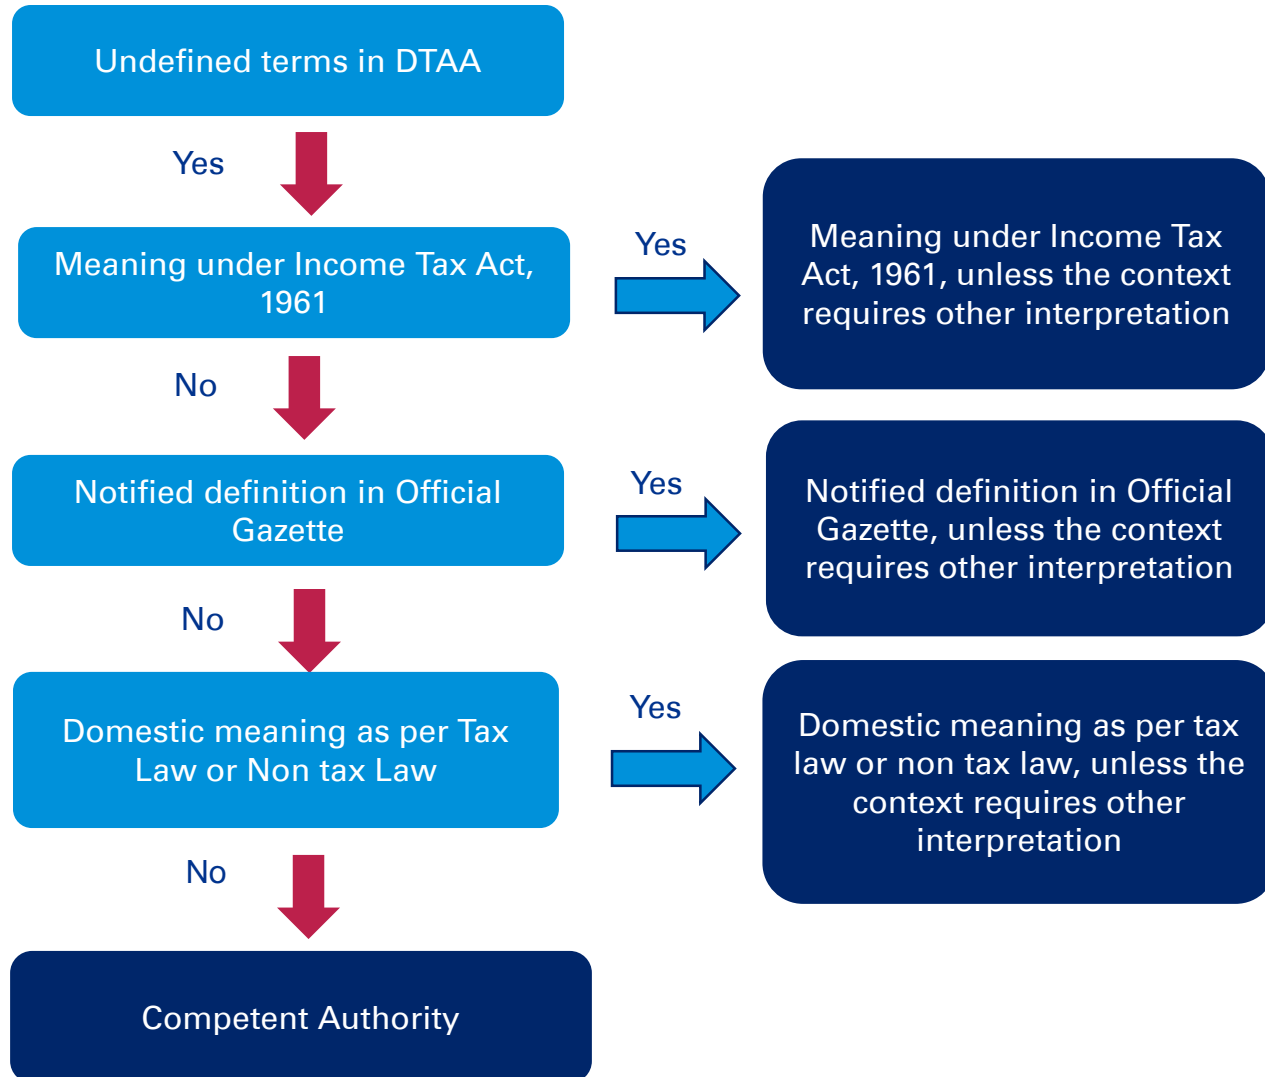 Undefined terms in DTAA
Yes
Meaning under Income Tax Act,
1961
Yes
Meaning under Income Tax
Act, 1961, unless the context
requires other interpretation
No
Notified definition in Official
Gazette
Yes
Notified definition in Official
Gazette, unless the context
requires other interpretation
No
Domestic meaning as per Tax
Law or Non tax Law
Yes
Domestic meaning as per tax
law or non tax law, unless the
context requires other
interpretation
No
Competent Authority